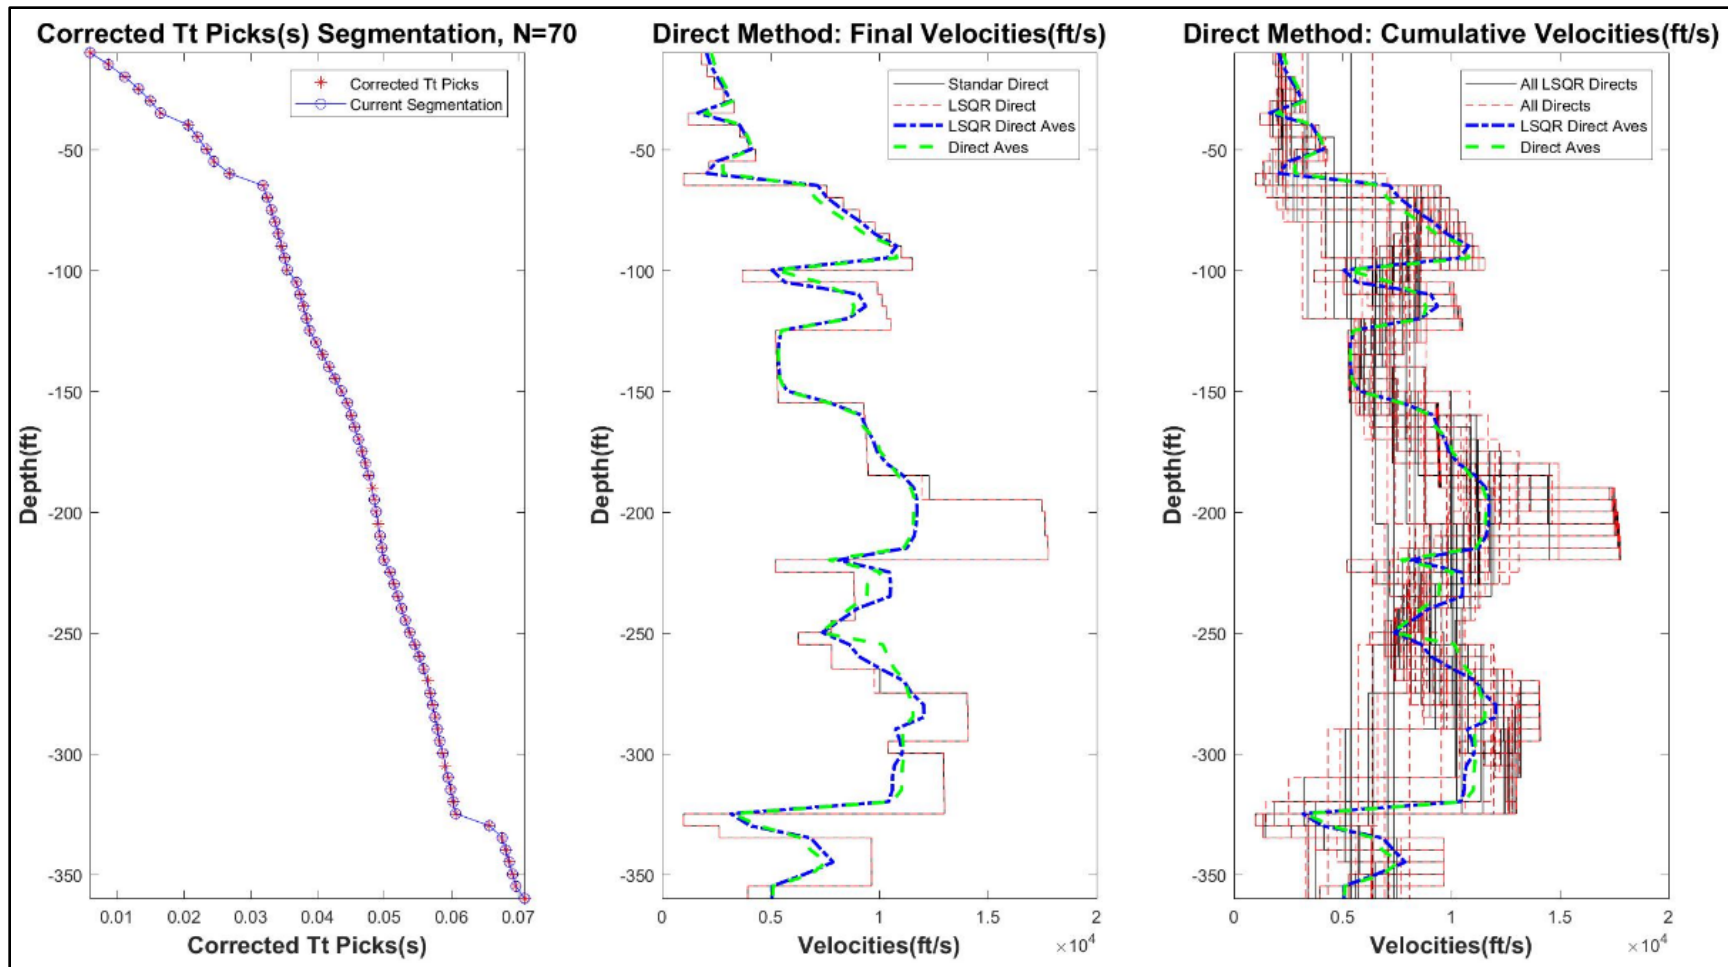 Corrected Tt Picks(s) Segmentation, N=70
Corrected Tt Picks
Current Segmentation
-50
-100
-150
-200
-250
-300
-350
Depth(ft)
0.01 0.02 0.03 0.04 0.05 0.06 0.07
Corrected Tt Picks(s)
Direct Method: Final Velocities(ft/s)
Standar Direct
LSQR Direct
LSQR Direct Aves
Direct Aves
-50
-100
-150
-200
-250
-300
-350
Depth(ft)
0 0.5 1 1.5 2
×10⁴
Velocities(ft/s)
Direct Method: Cumulative Velocities(ft/s)
All LSQR Directs
All Directs
LSQR Direct Aves
Direct Aves
-50
-100
-150
-200
-250
-300
-350
Depth(ft)
0 0.5 1 1.5 2
×10⁴
Velocities(ft/s)